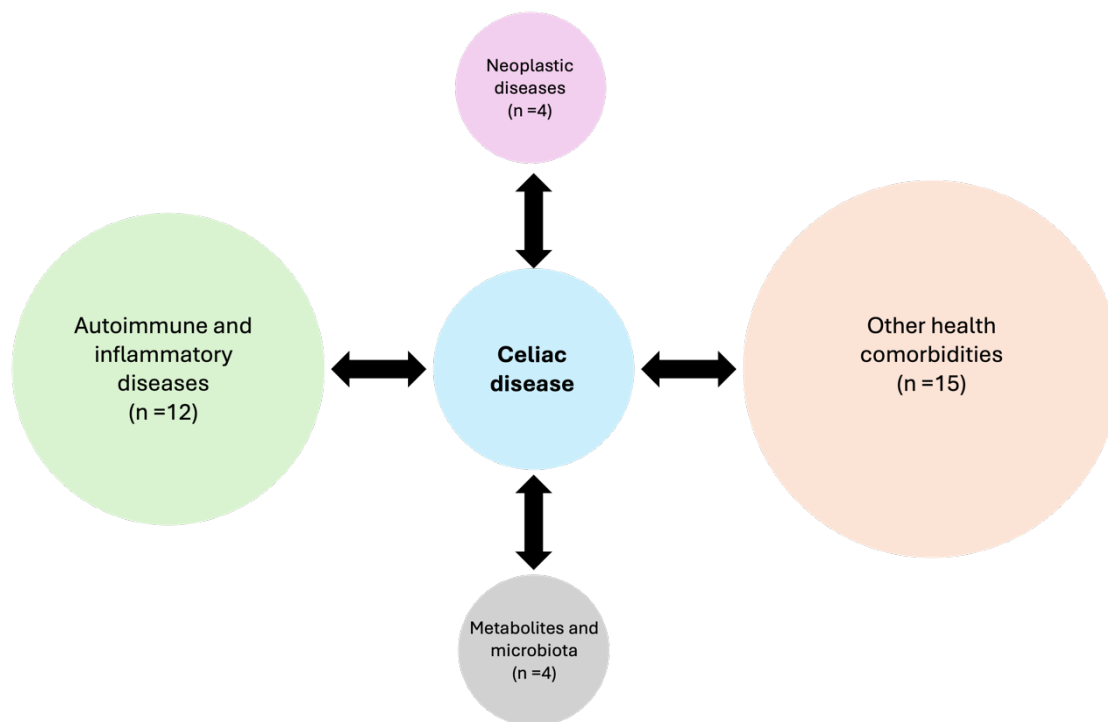 Neoplastic
diseases
(n =4)
Autoimmune and
inflammatory
diseases
(n =12)
Celiac
disease
Other health
comorbidities
(n =15)
Metabolites and
microbiota
(n =4)